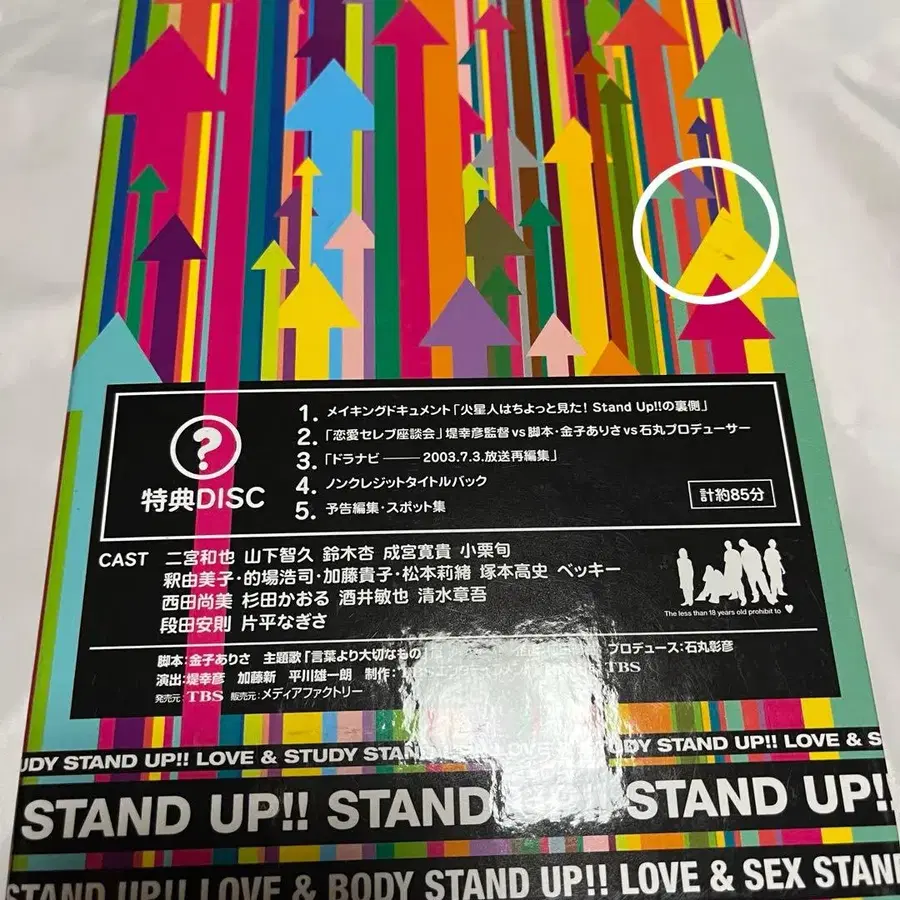 ?
特典DISC
1. メイキングドキュメント「火星人はちょっと見た! Stand Up!!の裏側」
2. 「恋愛セレブ座談会」堤幸彦監督vs脚本・金子ありさvs石丸プロデューサー
3. 「ドラナビ——2003.7.3.放送再編集」
4. ノンクレジットタイトルバック
5. 予告編集・スポット集
計約85分
CAST 二宮和也 山下智久 鈴木杏 成宮寛貴 小栗旬
釈由美子・的場浩司・加藤貴子・松本莉緒 塚本高史 ベッキー
西田尚美 杉田かおる 酒井敏也 清水章吾
段田安則 片平なぎさ
The less than 18 years old prohibit to ♥
脚本:金子ありさ 主題歌「言葉より大切なもの」 プロデュース:石丸彰彦
演出:堤幸彦 加藤新 平川雄一朗 制作: TBS
発売元:TBS 販売元:メディアファクトリー
UDY STAND UP!! LOVE & STUDY STAN LOVE UDY STAND UP!! LOVE & S
STAND UP!! STAND STAND UP!!
STAND UP!! LOVE & BODY STAND UP!! LOVE & SEX STAN